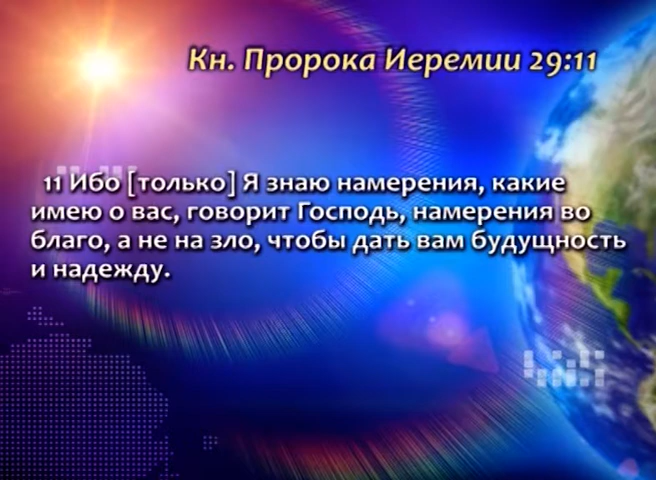 Кн. Пророка Иеремии 29:11
11 Ибо [только] Я знаю намерения, какие
имею о вас, говорит Господь, намерения во
благо, а не на зло, чтобы дать вам будущность
и надежду.